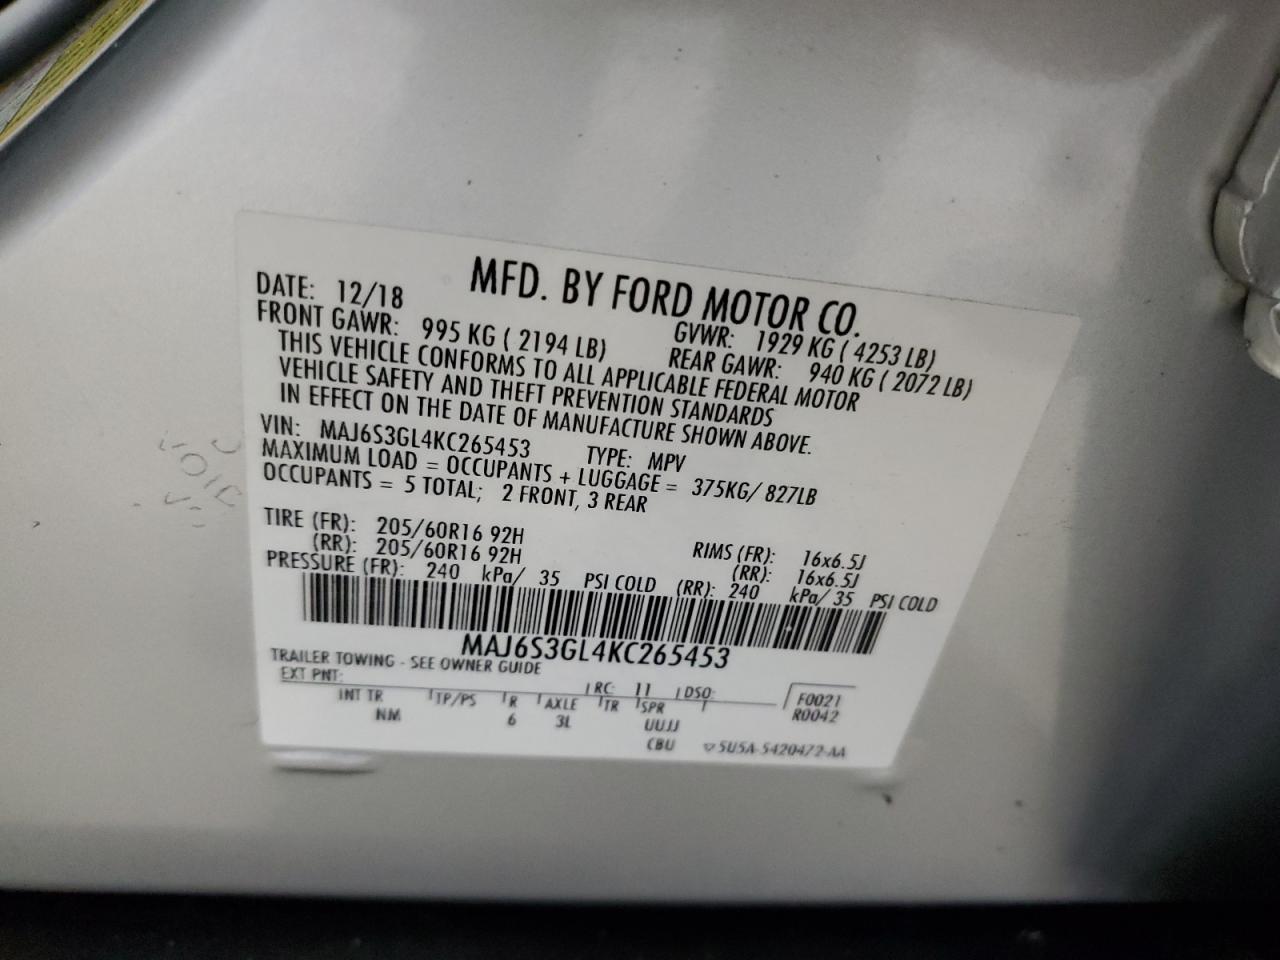 MFD. BY FORD MOTOR CO.
DATE: 12/18 GVWR: 1929 KG ( 4253 LB)
FRONT GAWR: 995 KG ( 2194 LB) REAR GAWR: 940 KG ( 2072 LB)
THIS VEHICLE CONFORMS TO ALL APPLICABLE FEDERAL MOTOR
VEHICLE SAFETY AND THEFT PREVENTION STANDARDS
IN EFFECT ON THE DATE OF MANUFACTURE SHOWN ABOVE.
VIN: MAJ6S3GL4KC265453 TYPE: MPV
MAXIMUM LOAD = OCCUPANTS + LUGGAGE = 375KG/ 827LB
OCCUPANTS = 5 TOTAL; 2 FRONT, 3 REAR
TIRE (FR): 205/60R16 92H RIMS (FR): 16x6.5J
(RR): 205/60R16 92H (RR): 16x6.5J
PRESSURE (FR): 240 kPa/ 35 PSI COLD (RR): 240 kPa/ 35 PSI COLD
MAJ6S3GL4KC265453
TRAILER TOWING - SEE OWNER GUIDE
EXT PNT: RC: 11 DSO: F0021
INT TR TP/PS R AXLE TR SPR R0042
NM 6 3L UUJJ
CBU 5U5A-5420472-AA